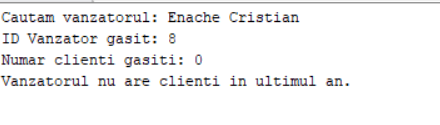 Cautam vanzatorul: Enache Cristian
ID Vanzator gasit: 8
Numar clienti gasiti: 0
Vanzatorul nu are clienti in ultimul an.